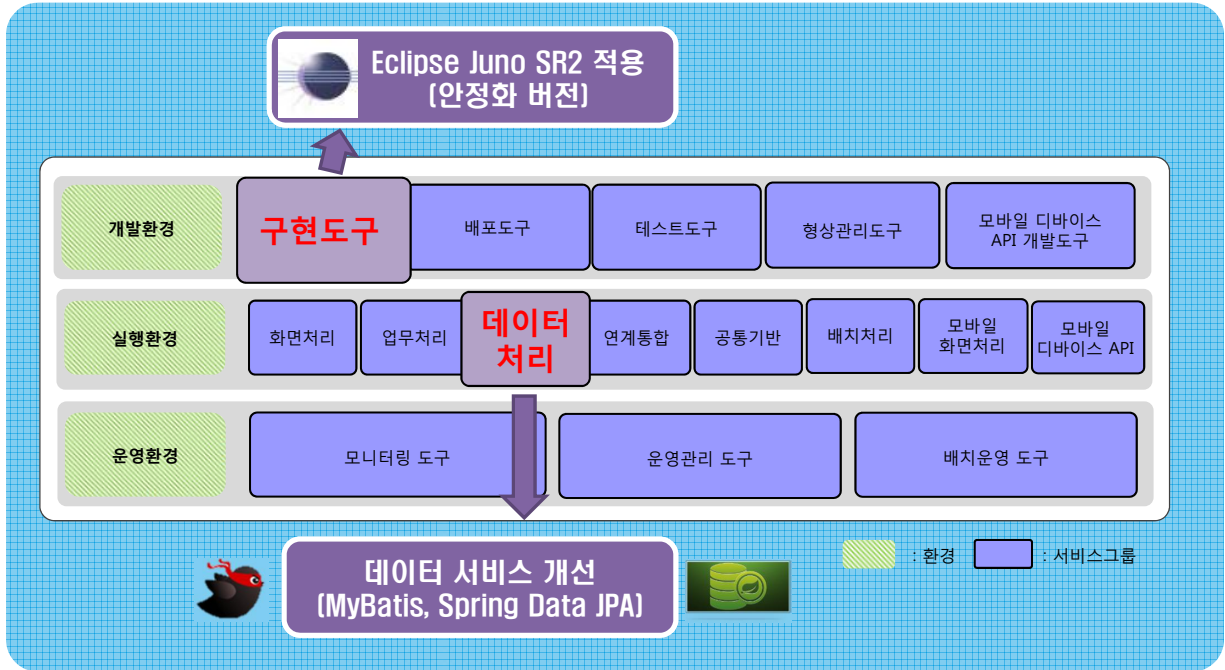 Eclipse Juno SR2 적용
(안정화 버전)
개발환경
구현도구
배포도구
테스트도구
형상관리도구
모바일 디바이스
API 개발도구
실행환경
화면처리
업무처리
데이터
처리
연계통합
공통기반
배치처리
모바일
화면처리
모바일
디바이스 API
운영환경
모니터링 도구
운영관리 도구
배치운영 도구
: 환경
: 서비스그룹
데이터 서비스 개선
(MyBatis, Spring Data JPA)